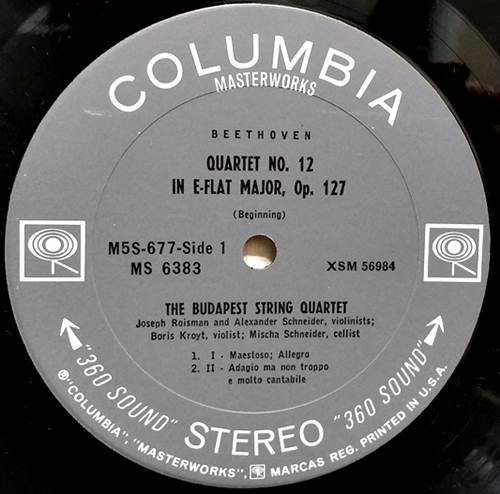 COLUMBIA
MASTERWORKS
BEETHOVEN
QUARTET NO. 12
IN E-FLAT MAJOR, Op. 127
(Beginning)
M5S-677-Side 1
MS 6383
XSM 56984
THE BUDAPEST STRING QUARTET
Joseph Roisman and Alexander Schneider, violinists;
Boris Kroyt, violist; Mischa Schneider, cellist
1. I - Maestoso; Allegro
2. II - Adagio ma non troppo
e molto cantabile
"360 SOUND" STEREO "360 SOUND"
®"COLUMBIA", "MASTERWORKS", MARCAS REG. PRINTED IN U.S.A.